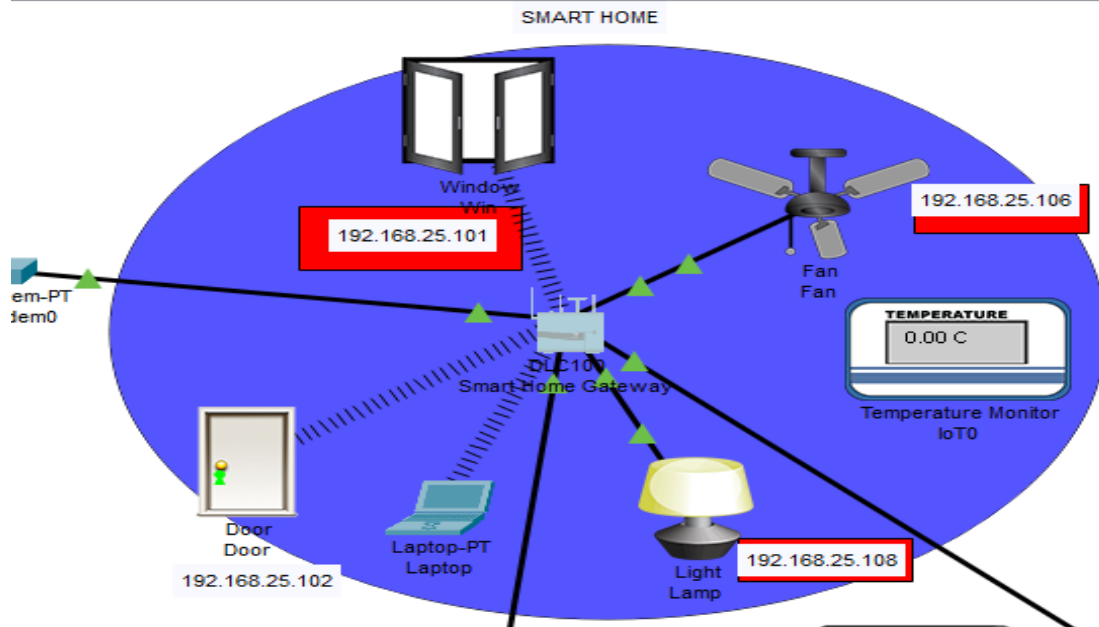 SMART HOME
Window
Win
192.168.25.101
192.168.25.106
Fan
Fan
em-PT
dem0
TEMPERATURE
0.00 C
DLC100
Smart Home Gateway
Temperature Monitor
IoT0
Door
Door
192.168.25.102
Laptop-PT
Laptop
Light
Lamp
192.168.25.108